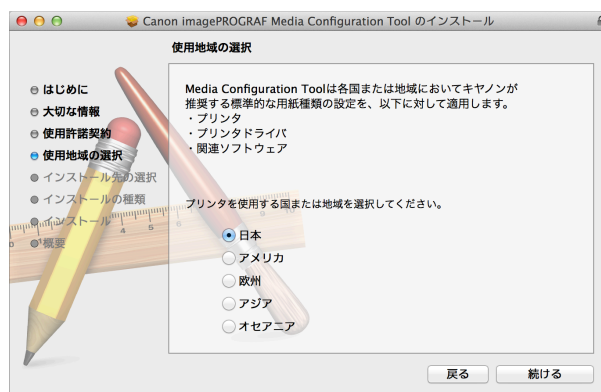 Canon imagePROGRAF Media Configuration Tool のインストール
使用地域の選択
はじめに
大切な情報
使用許諾契約
使用地域の選択
インストール先の選択
インストールの種類
インストール
概要
Media Configuration Toolは各国または地域においてキヤノンが
推奨する標準的な用紙種類の設定を、以下に対して適用します。
・プリンタ
・プリンタドライバ
・関連ソフトウェア
プリンタを使用する国または地域を選択してください。
日本
アメリカ
欧州
アジア
オセアニア
4 5 6
戻る 続ける